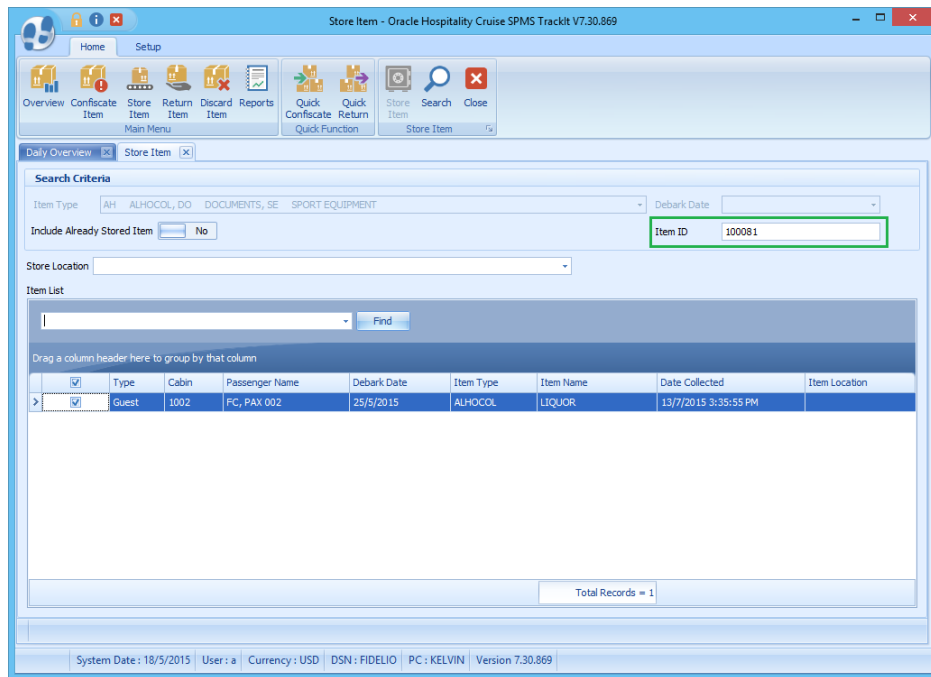 Store Item - Oracle Hospitality Cruise SPMS TrackIt V7.30.869
Home Setup
Overview Confiscate Item Store Item Return Item Discard Item Reports Quick Confiscate Quick Return Store Item Search Close
Main Menu Quick Function Store Item
Daily Overview Store Item
Search Criteria
Item Type AH ALHOCOL, DO DOCUMENTS, SE SPORT EQUIPMENT Debark Date
Include Already Stored Item No Item ID 100081
Store Location
Item List
Find
Drag a column header here to group by that column
Type Cabin Passenger Name Debark Date Item Type Item Name Date Collected Item Location
Guest 1002 FC, PAX 002 25/5/2015 ALHOCOL LIQUOR 13/7/2015 3:35:55 PM
Total Records = 1
System Date : 18/5/2015 User : a Currency : USD DSN : FIDELIO PC : KELVIN Version 7.30.869